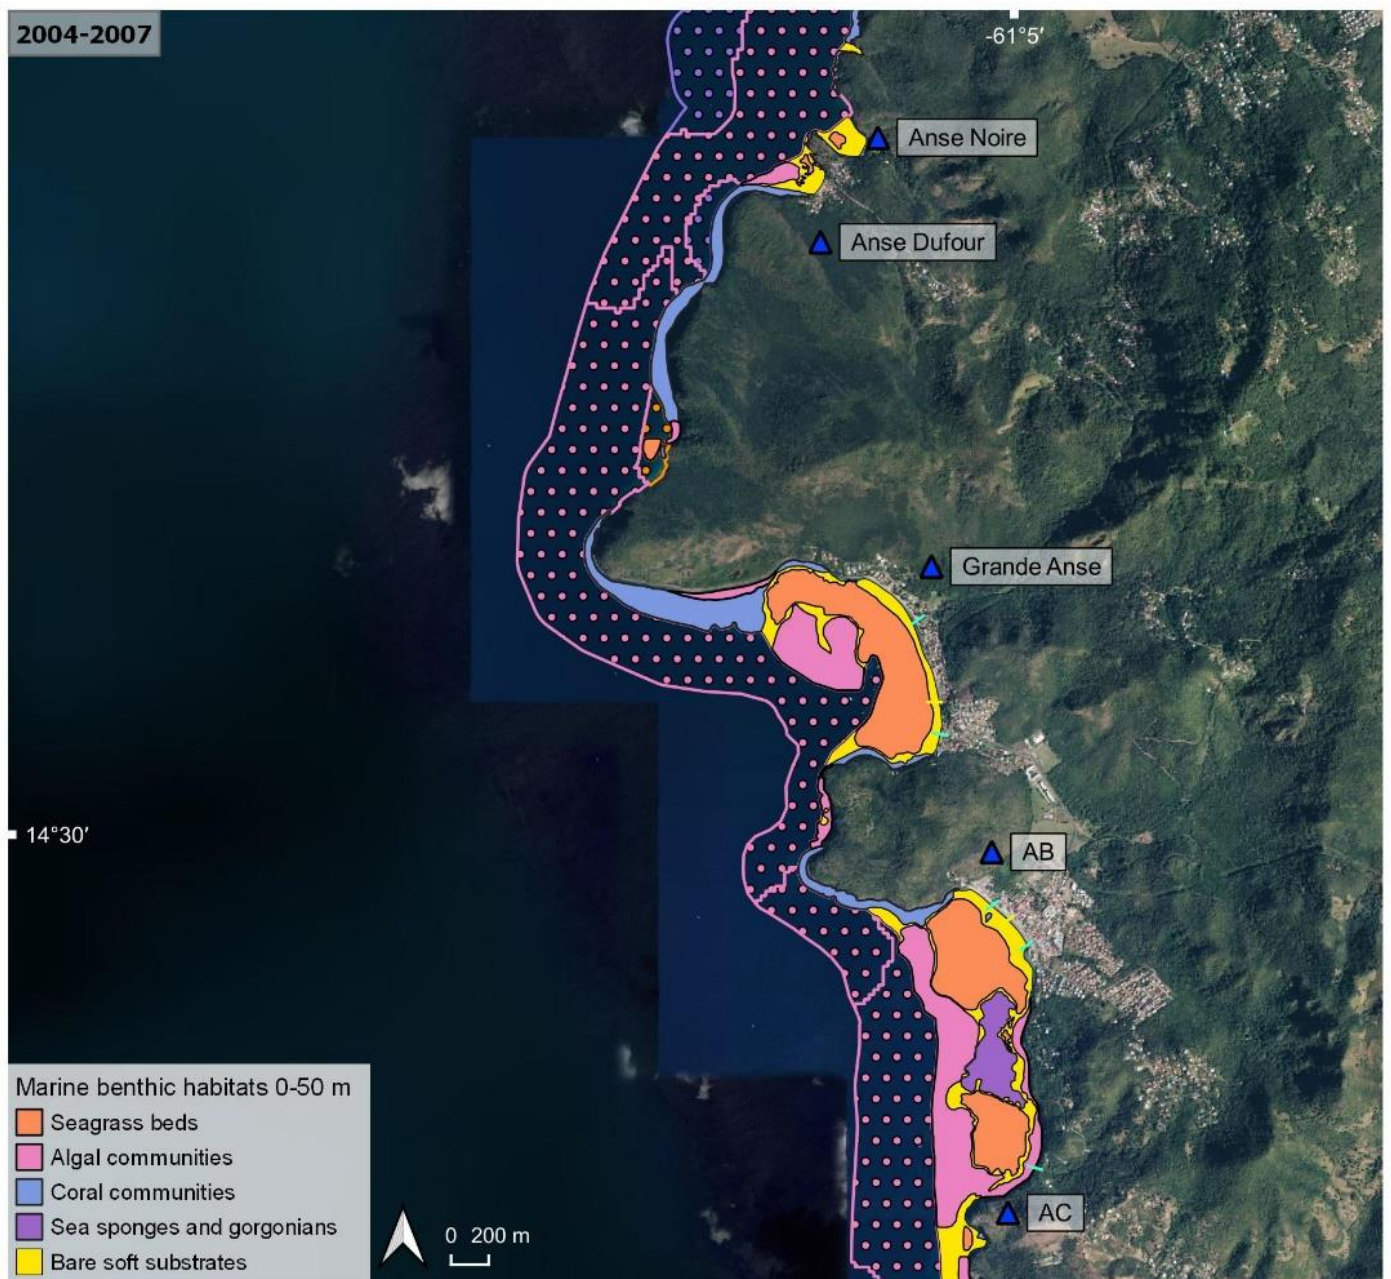 2004-2007
-61°5′
Anse Noire
Anse Dufour
Grande Anse
14°30′
AB
AC
Marine benthic habitats 0-50 m
Seagrass beds
Algal communities
Coral communities
Sea sponges and gorgonians
Bare soft substrates
0 200 m